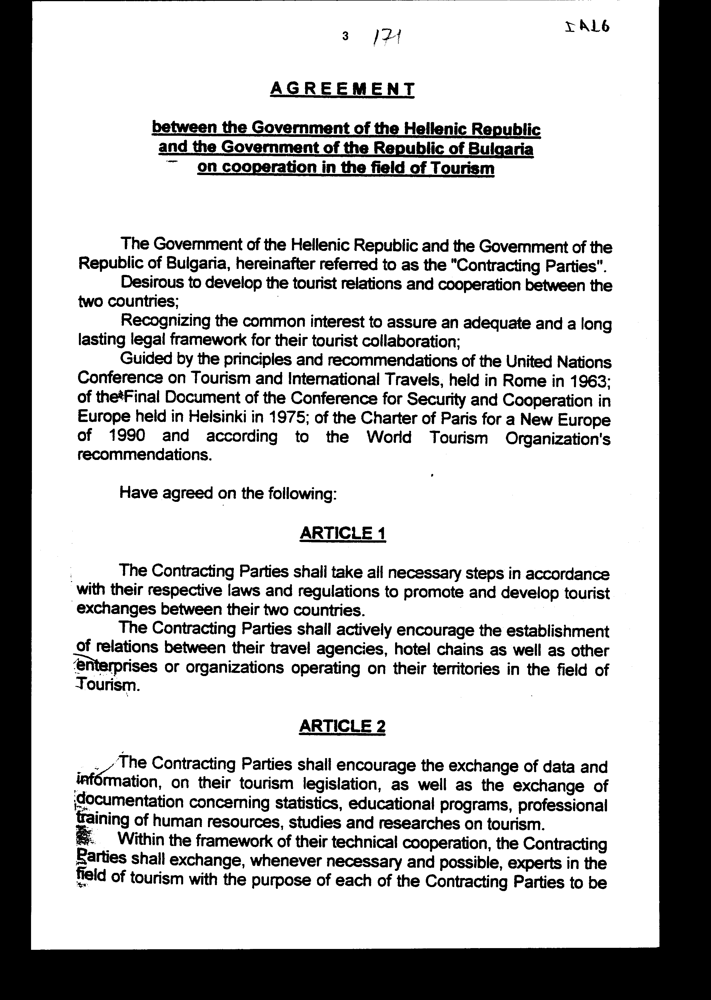 3 171
A G R E E M E N T
between the Government of the Hellenic Republic
and the Government of the Republic of Bulgaria
on cooperation in the field of Tourism
The Government of the Hellenic Republic and the Government of the
Republic of Bulgaria, hereinafter referred to as the "Contracting Parties".
Desirous to develop the tourist relations and cooperation between the
two countries;
Recognizing the common interest to assure an adequate and a long
lasting legal framework for their tourist collaboration;
Guided by the principles and recommendations of the United Nations
Conference on Tourism and International Travels, held in Rome in 1963;
of the Final Document of the Conference for Security and Cooperation in
Europe held in Helsinki in 1975; of the Charter of Paris for a New Europe
of 1990 and according to the World Tourism Organization's
recommendations.
Have agreed on the following:
ARTICLE 1
The Contracting Parties shall take all necessary steps in accordance
with their respective laws and regulations to promote and develop tourist
exchanges between their two countries.
The Contracting Parties shall actively encourage the establishment
of relations between their travel agencies, hotel chains as well as other
enterprises or organizations operating on their territories in the field of
Tourism.
ARTICLE 2
The Contracting Parties shall encourage the exchange of data and
information, on their tourism legislation, as well as the exchange of
documentation concerning statistics, educational programs, professional
training of human resources, studies and researches on tourism.
Within the framework of their technical cooperation, the Contracting
Parties shall exchange, whenever necessary and possible, experts in the
field of tourism with the purpose of each of the Contracting Parties to be